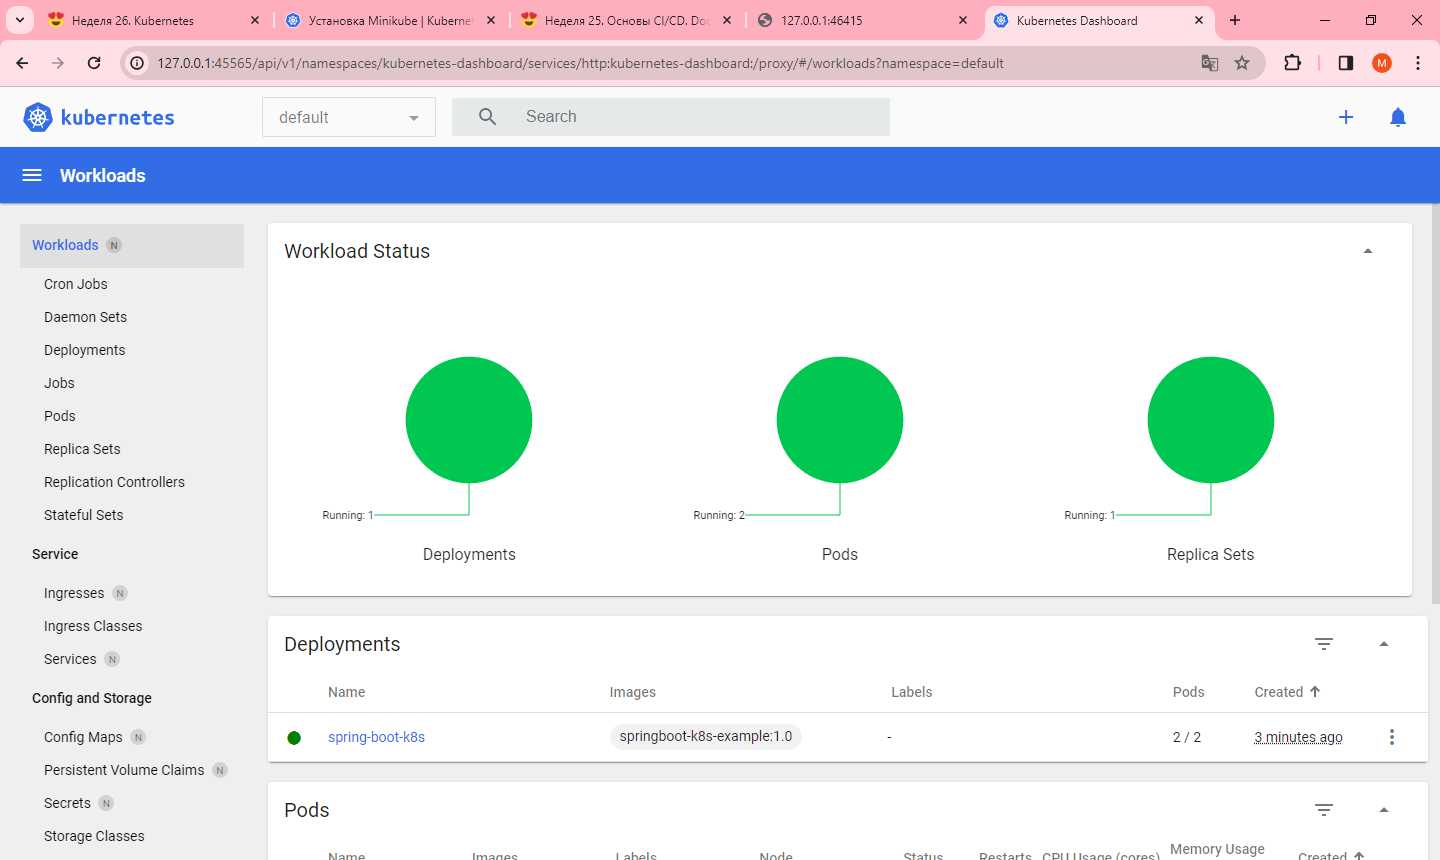 Неделя 26. Kubernetes
Установка Minikube | Kubernet
Неделя 25. Основы CI/CD. Doc
127.0.0.1:46415
Kubernetes Dashboard
127.0.0.1:45565/api/v1/namespaces/kubernetes-dashboard/services/http:kubernetes-dashboard:/proxy/#/workloads?namespace=default
M
kubernetes
default
Search
Workloads
Workloads N
Cron Jobs
Daemon Sets
Deployments
Jobs
Pods
Replica Sets
Replication Controllers
Stateful Sets
Service
Ingresses N
Ingress Classes
Services N
Config and Storage
Config Maps N
Persistent Volume Claims N
Secrets N
Storage Classes
Workload Status
Running: 1
Running: 2
Running: 1
Deployments
Pods
Replica Sets
Deployments
Name Images Labels Pods Created
spring-boot-k8s springboot-k8s-example:1.0 - 2 / 2 3 minutes ago
Pods
Name Images Labels Node Status Restarts CPU Usage (cores) Memory Usage Created